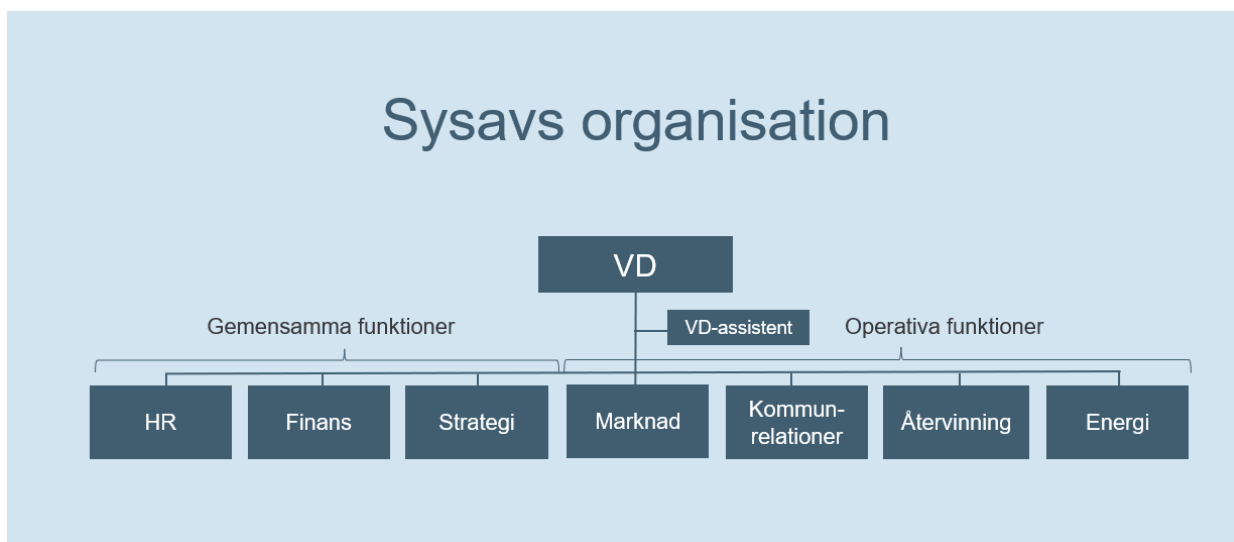 Sysavs organisation
VD
VD-assistent
Gemensamma funktioner
Operativa funktioner
HR
Finans
Strategi
Marknad
Kommun-
relationer
Återvinning
Energi